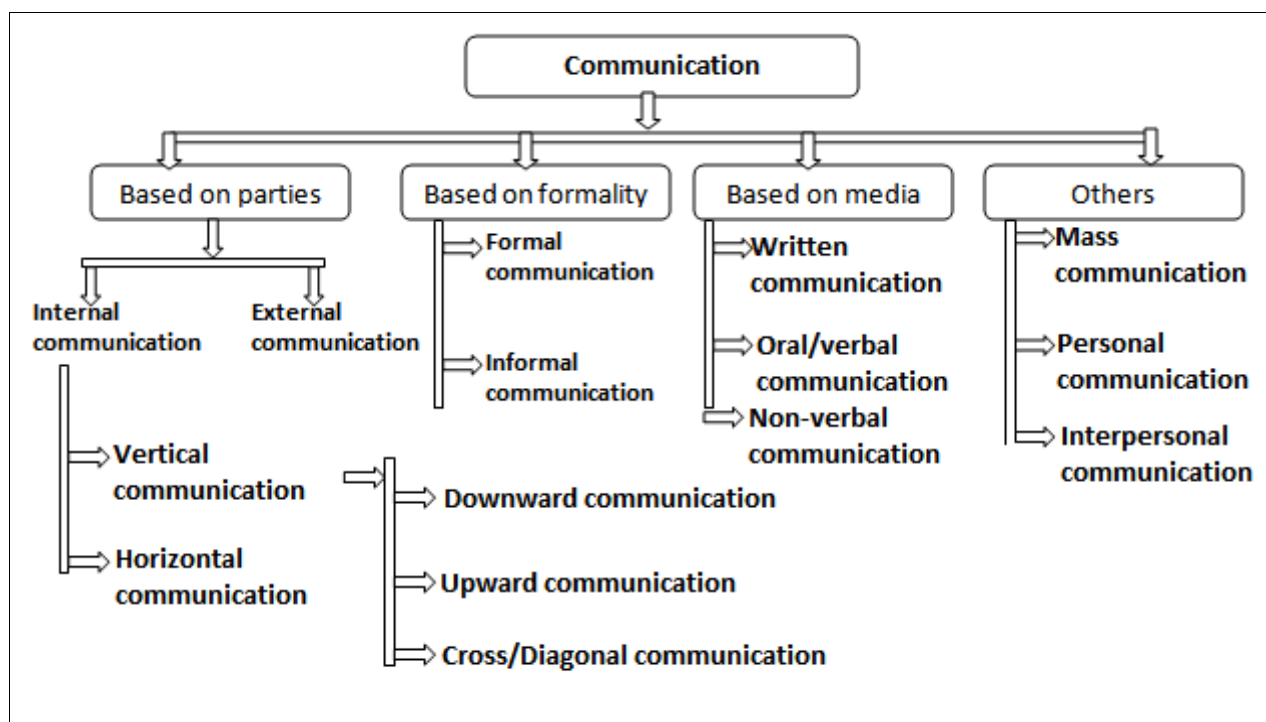 Communication
Based on parties
Based on formality
Based on media
Others
Internal
communication
External
communication
Vertical
communication
Horizontal
communication
Downward communication
Upward communication
Cross/Diagonal communication
Formal
communication
Informal
communication
Written
communication
Oral/verbal
communication
Non-verbal
communication
Mass
communication
Personal
communication
Interpersonal
communication